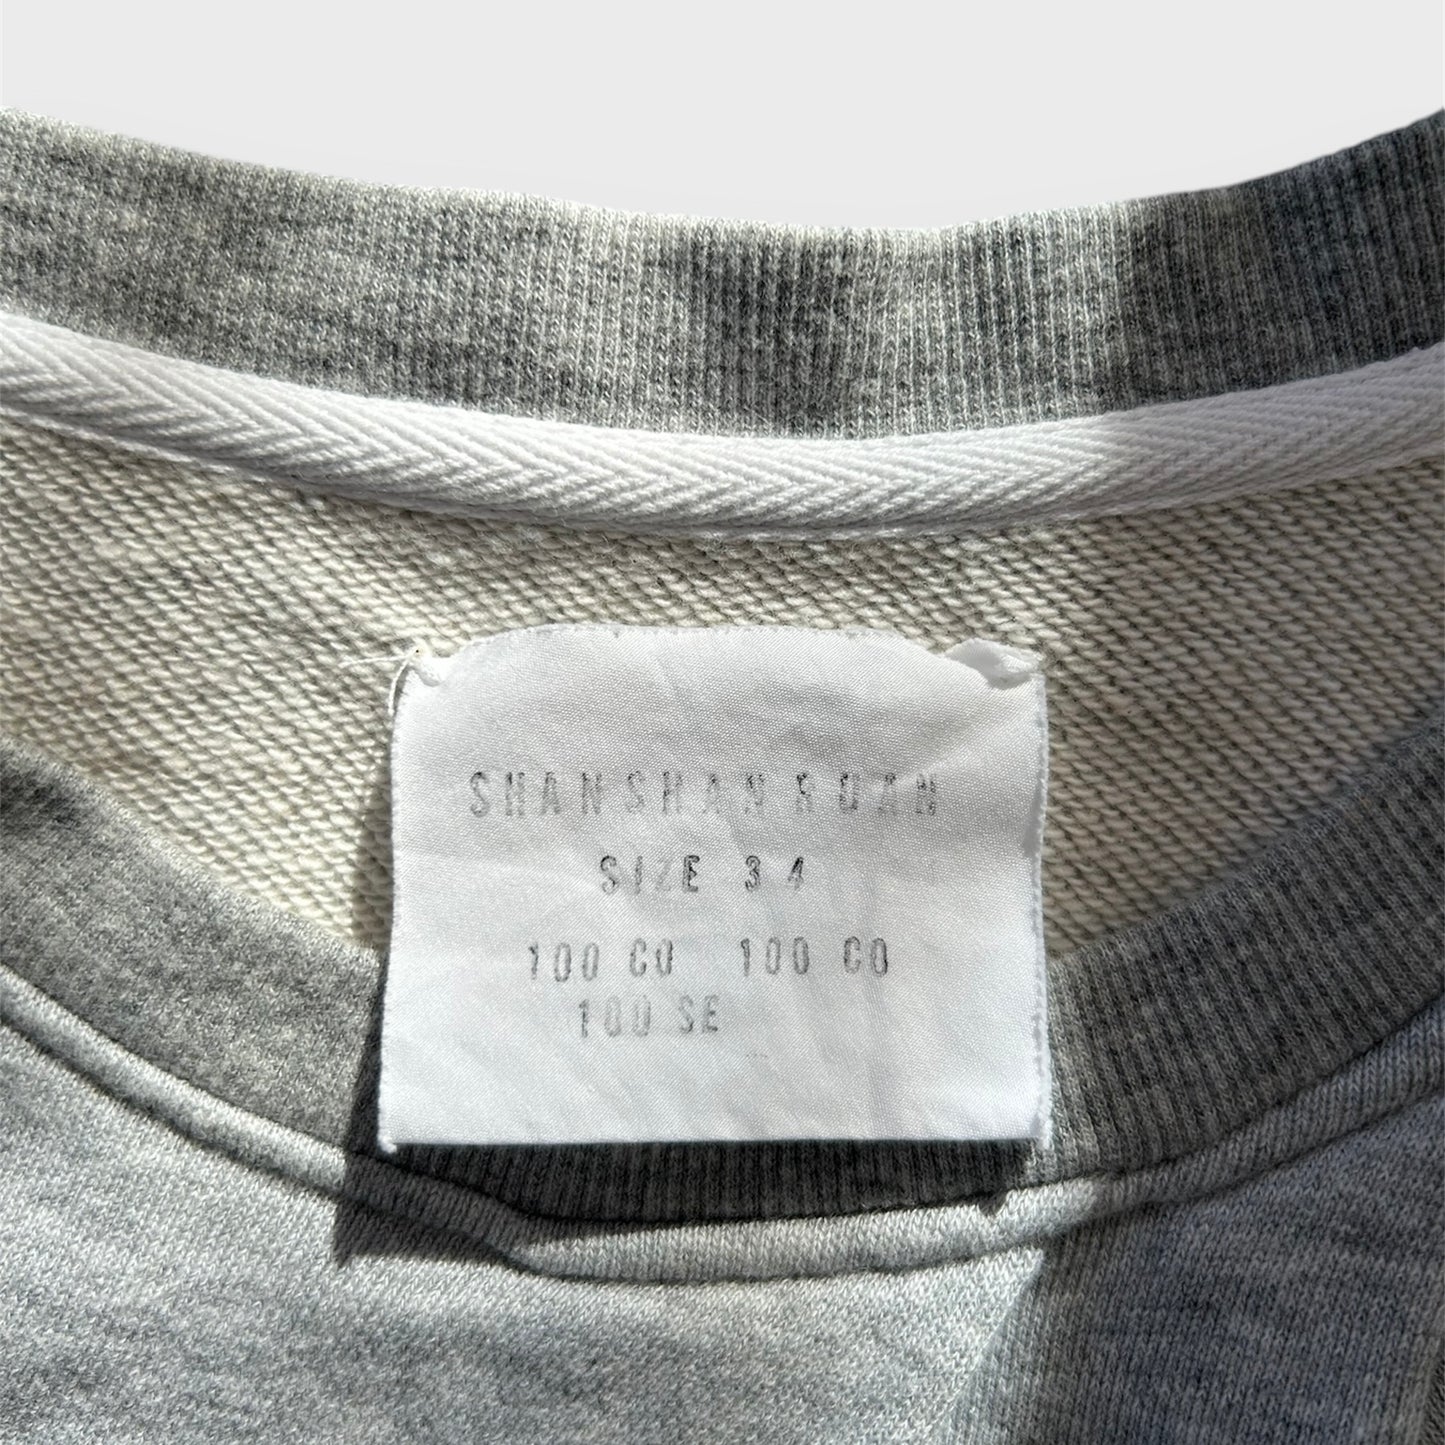 SHANSHAN RUAN
SIZE 34
100 CO 100 CO
100 SE